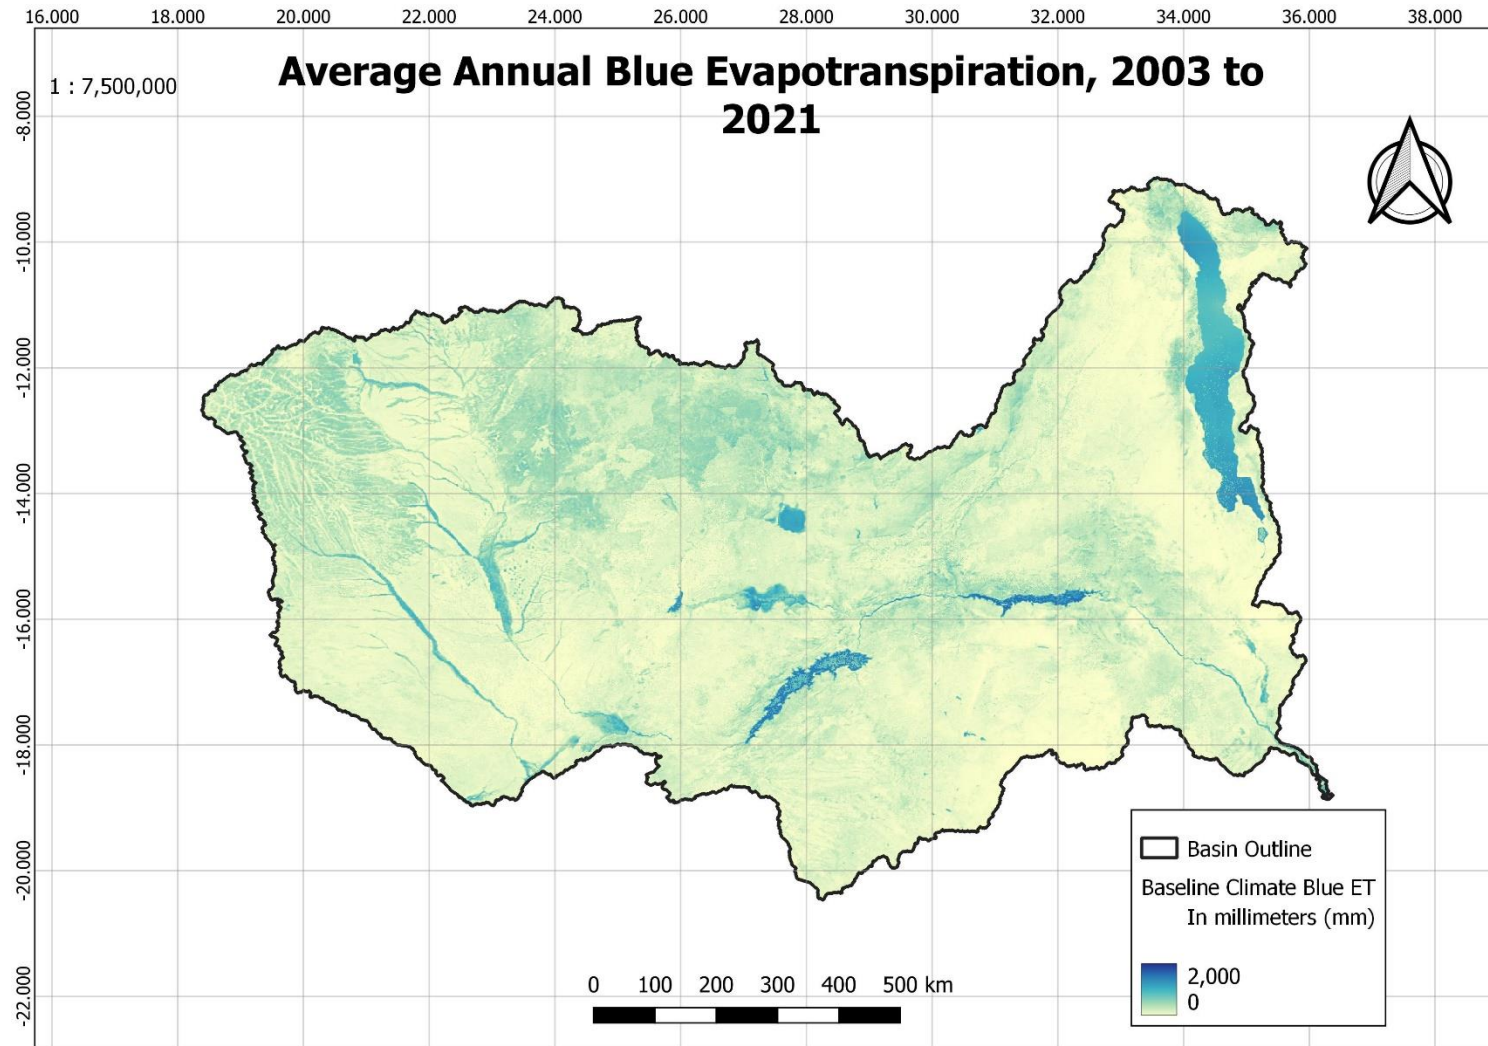 16.000 18.000 20.000 22.000 24.000 26.000 28.000 30.000 32.000 34.000 36.000 38.000
Average Annual Blue Evapotranspiration, 2003 to
2021
1 : 7,500,000
-8.000
-10.000
-12.000
-14.000
-16.000
-18.000
-20.000
-22.000
Basin Outline
Baseline Climate Blue ET
In millimeters (mm)
2,000
0
0 100 200 300 400 500 km